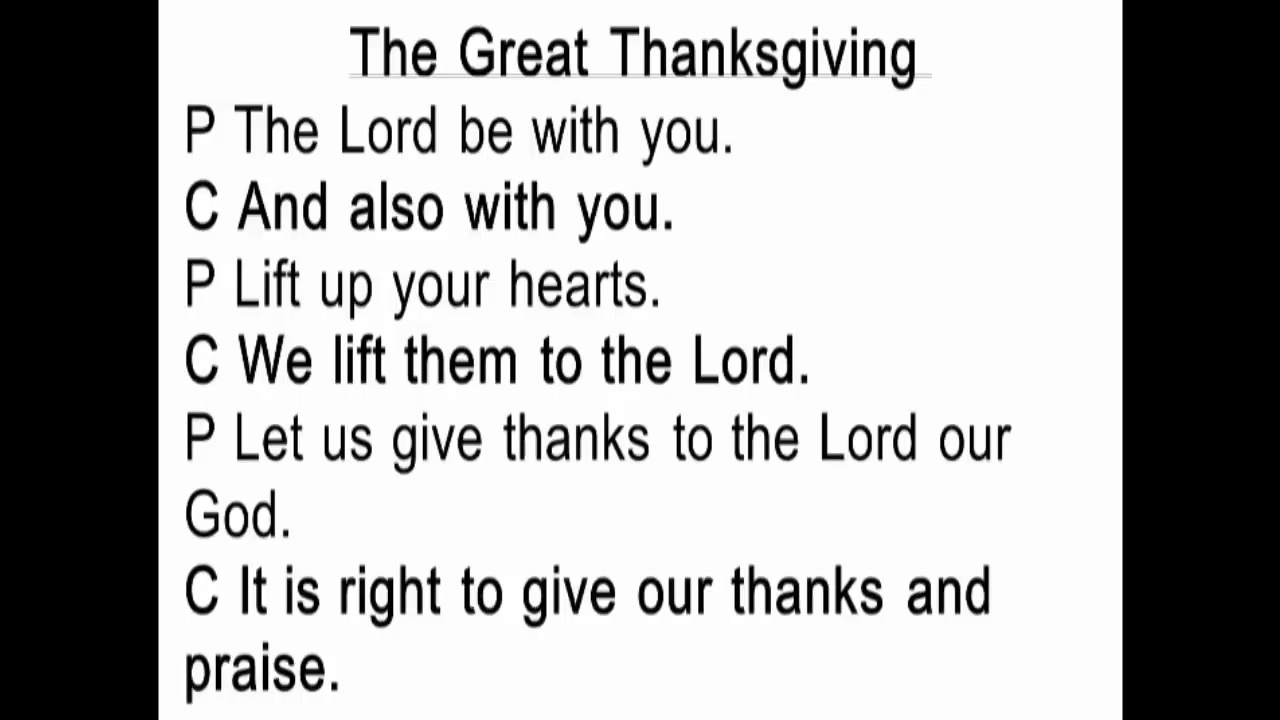 The Great Thanksgiving
P The Lord be with you.
C And also with you.
P Lift up your hearts.
C We lift them to the Lord.
P Let us give thanks to the Lord our
God.
C It is right to give our thanks and
praise.